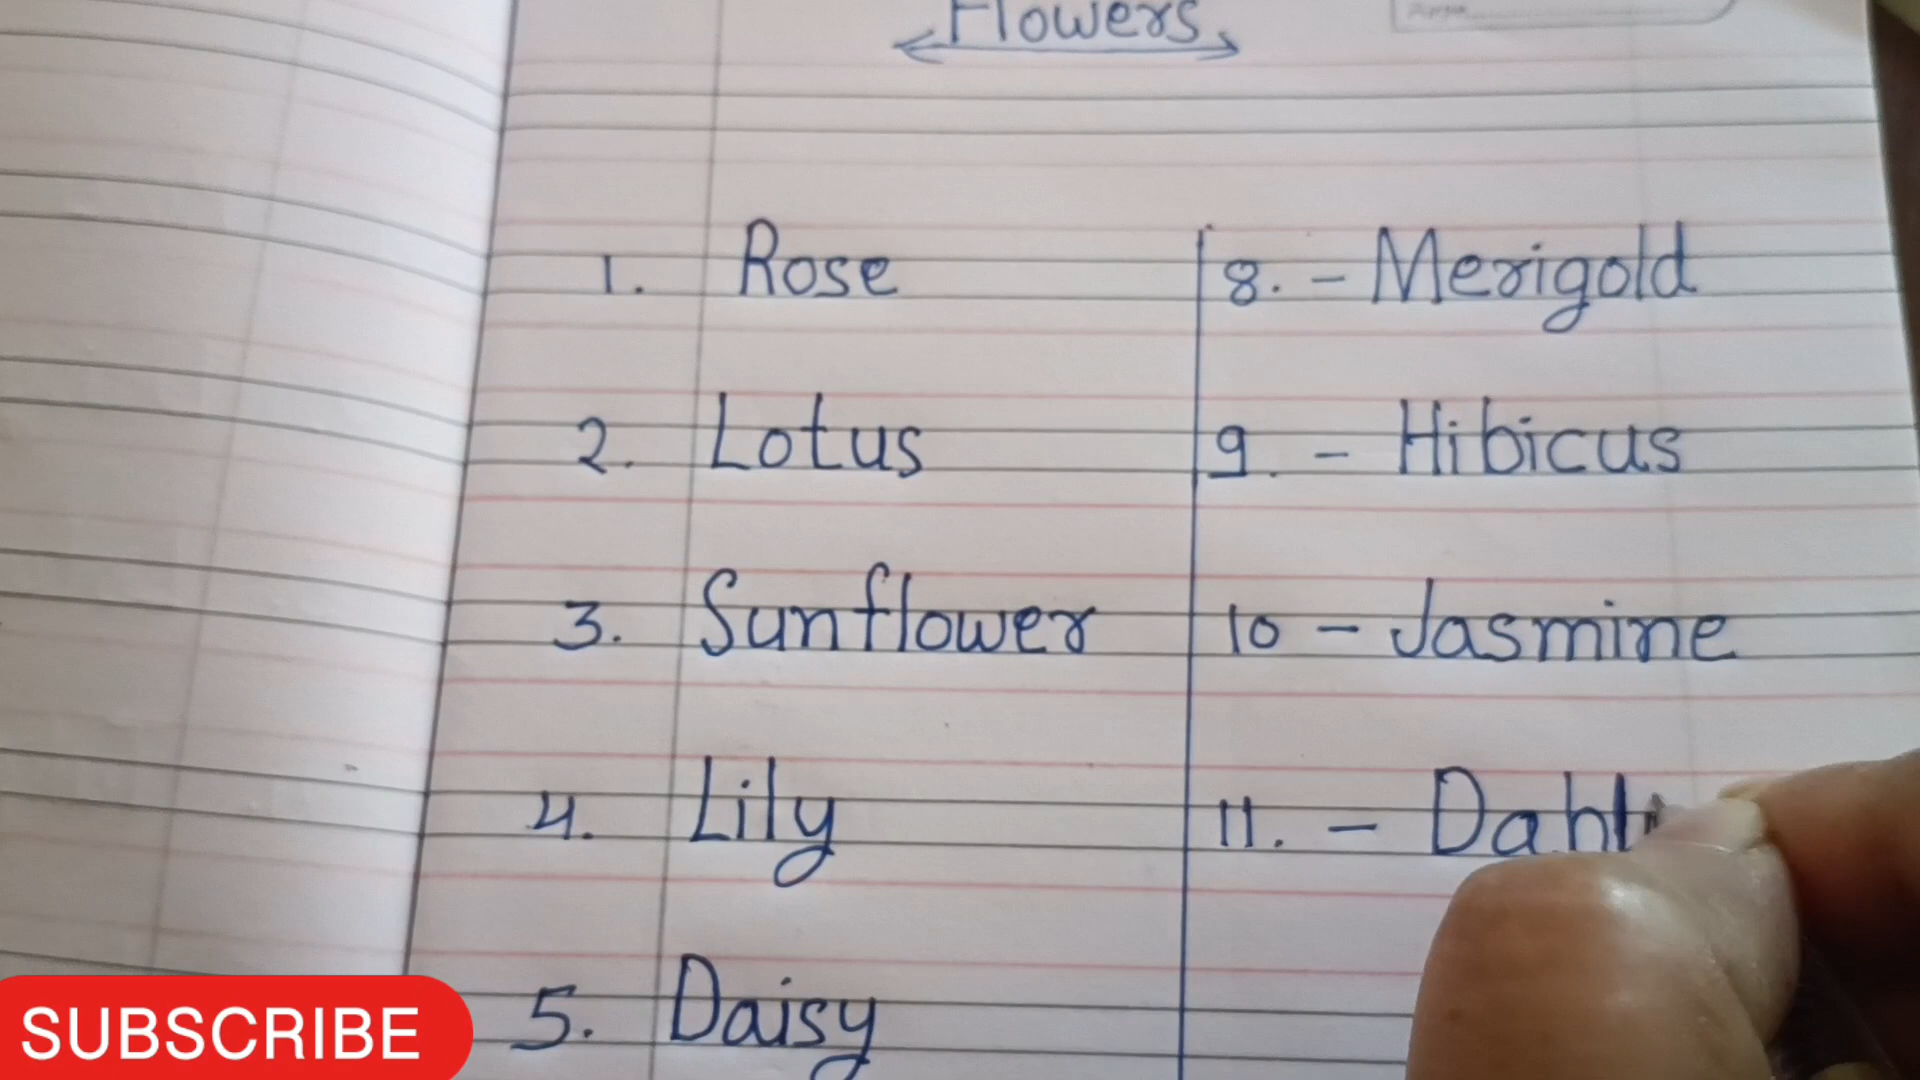 Flowers
1. Rose
2. Lotus
3. Sunflower
4. Lily
5. Daisy
8. - Merigold
9. - Hibicus
10 - Jasmine
11. - Dahl
SUBSCRIBE